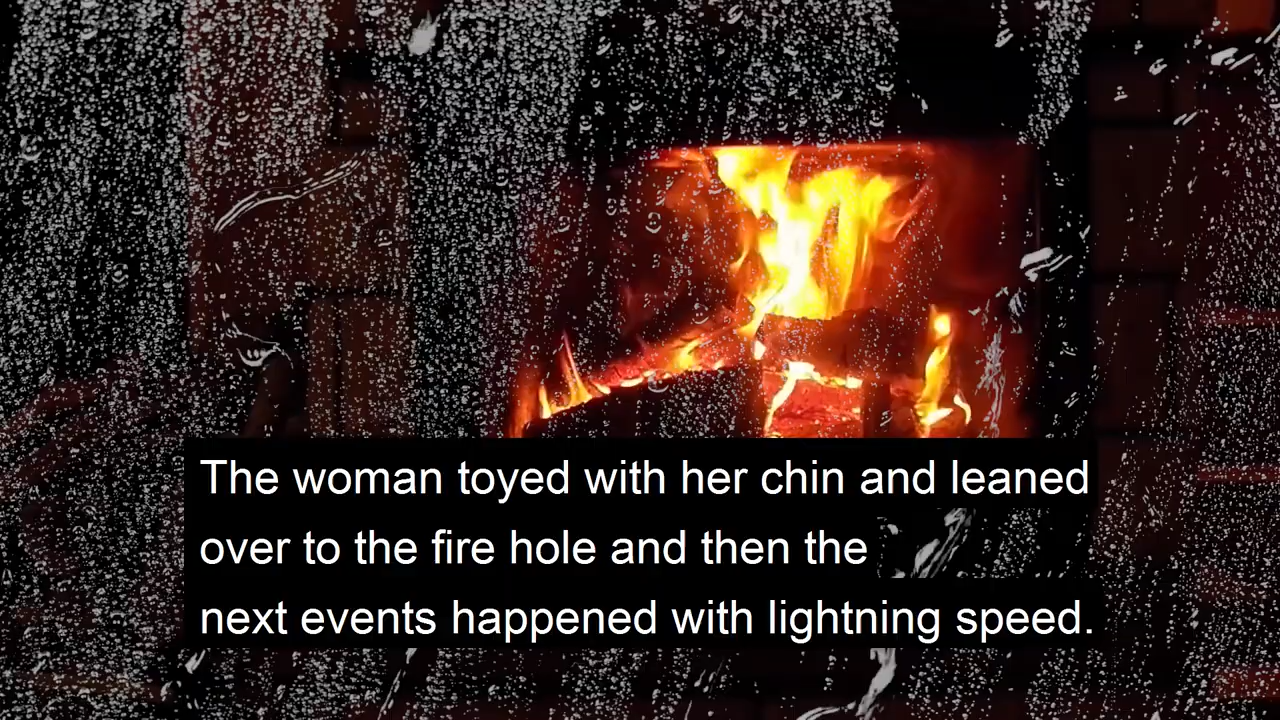 The woman toyed with her chin and leaned
over to the fire hole and then the
next events happened with lightning speed.